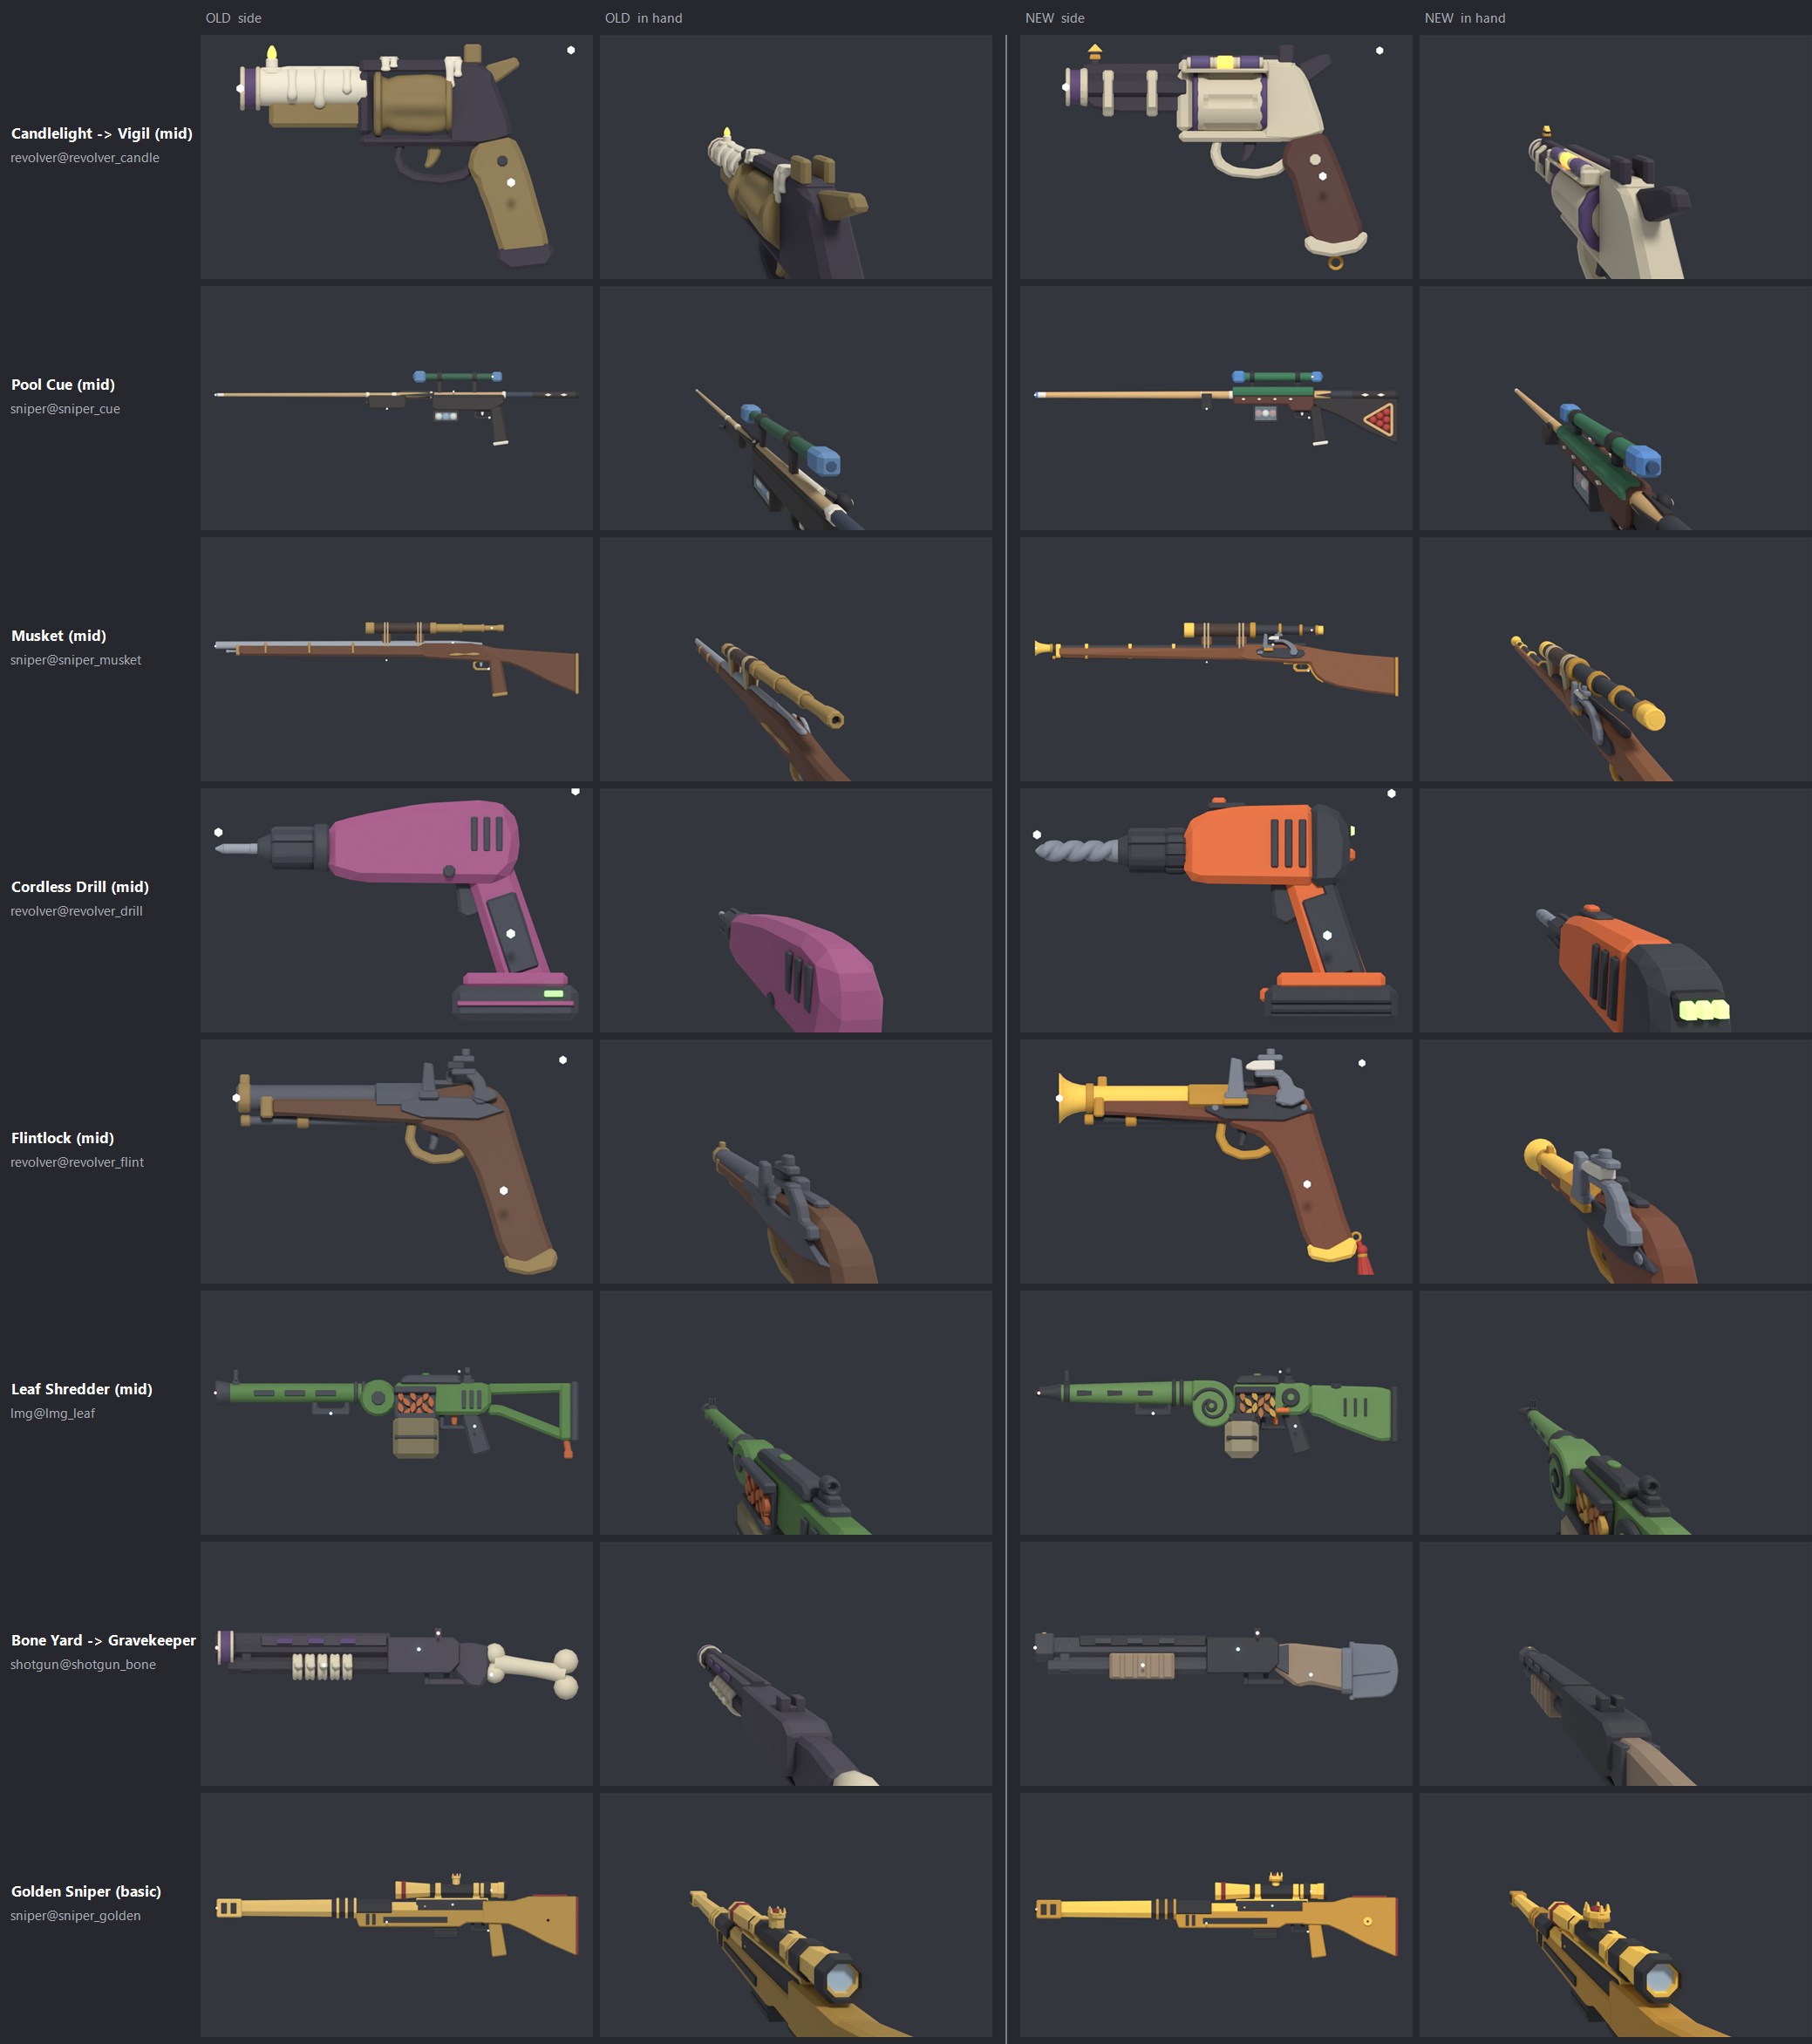 OLD side
OLD in hand
NEW side
NEW in hand
Candlelight -> Vigil (mid)
revolver@revolver_candle
Pool Cue (mid)
sniper@sniper_cue
Musket (mid)
sniper@sniper_musket
Cordless Drill (mid)
revolver@revolver_drill
Flintlock (mid)
revolver@revolver_flint
Leaf Shredder (mid)
lmg@lmg_leaf
Bone Yard -> Gravekeeper
shotgun@shotgun_bone
Golden Sniper (basic)
sniper@sniper_golden